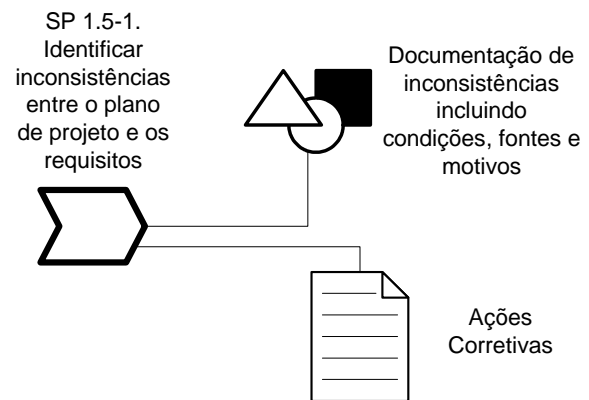 SP 1.5-1.
Identificar
inconsistências
entre o plano
de projeto e os
requisitos
Documentação de
inconsistências
incluindo
condições, fontes e
motivos
Ações
Corretivas